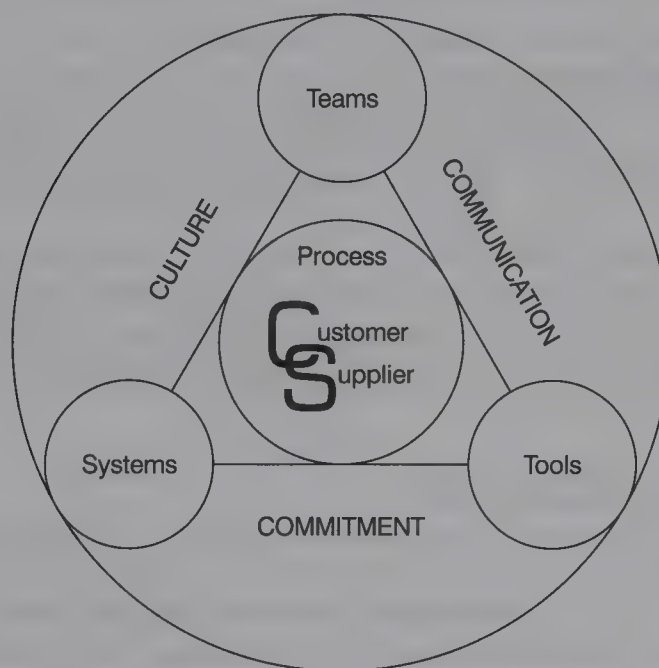 Teams
CULTURE
COMMUNICATION
Process
Customer
Supplier
Systems
Tools
COMMITMENT